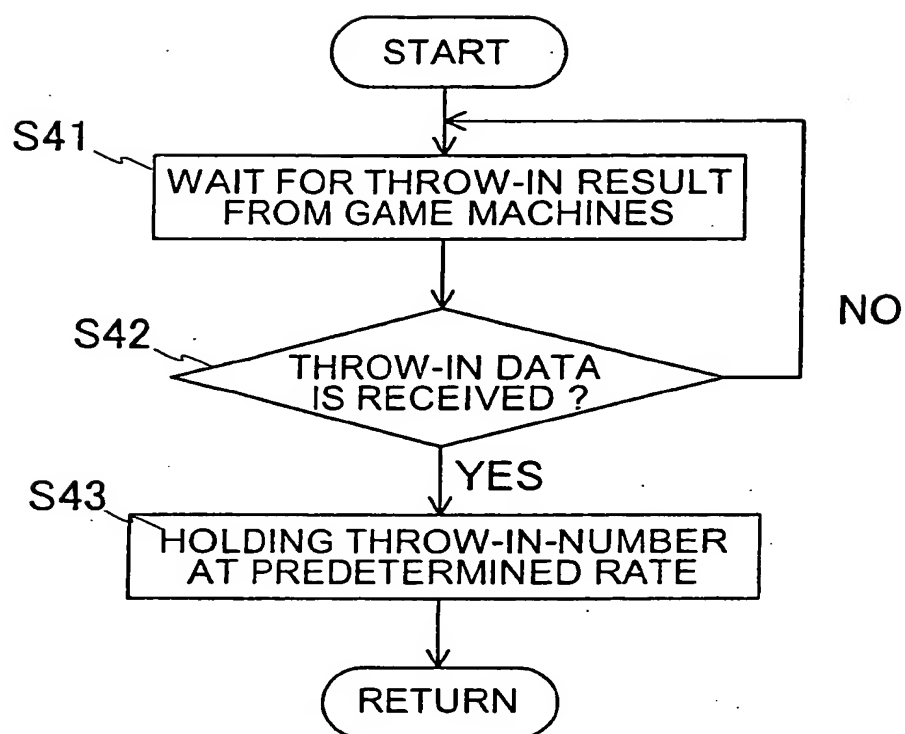 START
S41
WAIT FOR THROW-IN RESULT
FROM GAME MACHINES
NO
S42
THROW-IN DATA
IS RECEIVED ?
YES
S43
HOLDING THROW-IN-NUMBER
AT PREDETERMINED RATE
RETURN